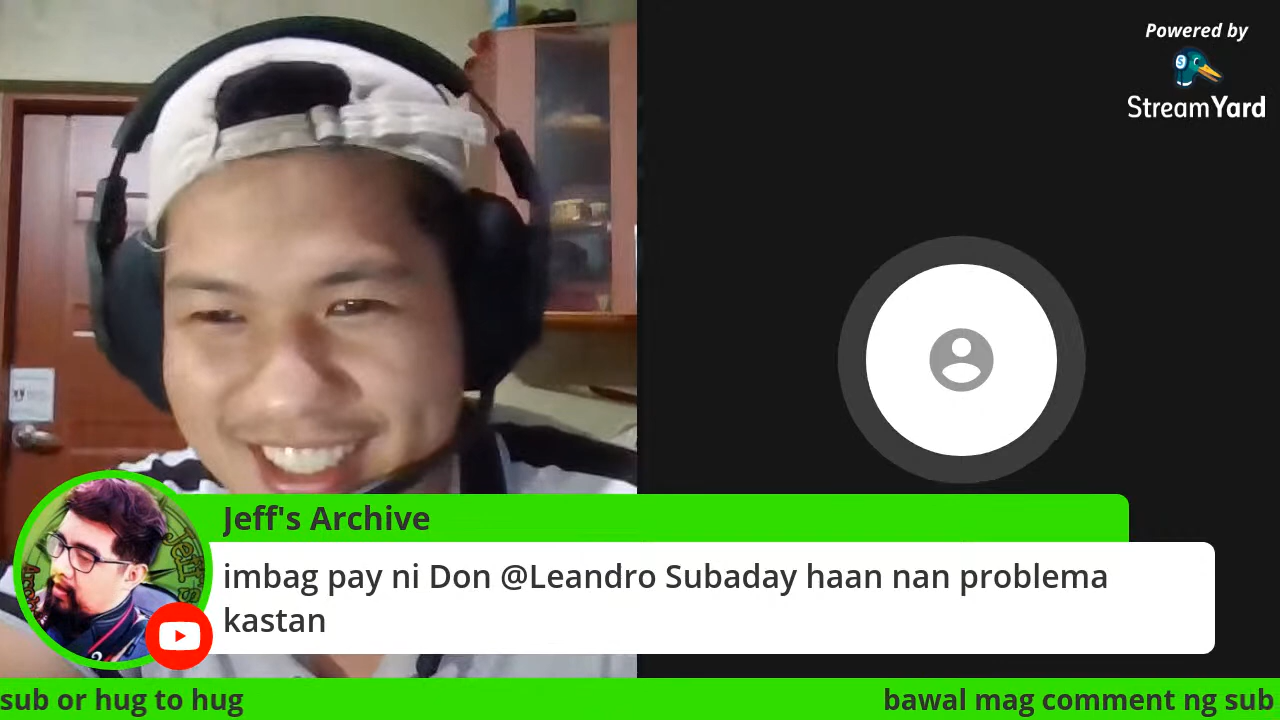 Powered by
StreamYard
Jeff's Archive
imbag pay ni Don @Leandro Subaday haan nan problema
kastan
sub or hug to hug
bawal mag comment ng sub